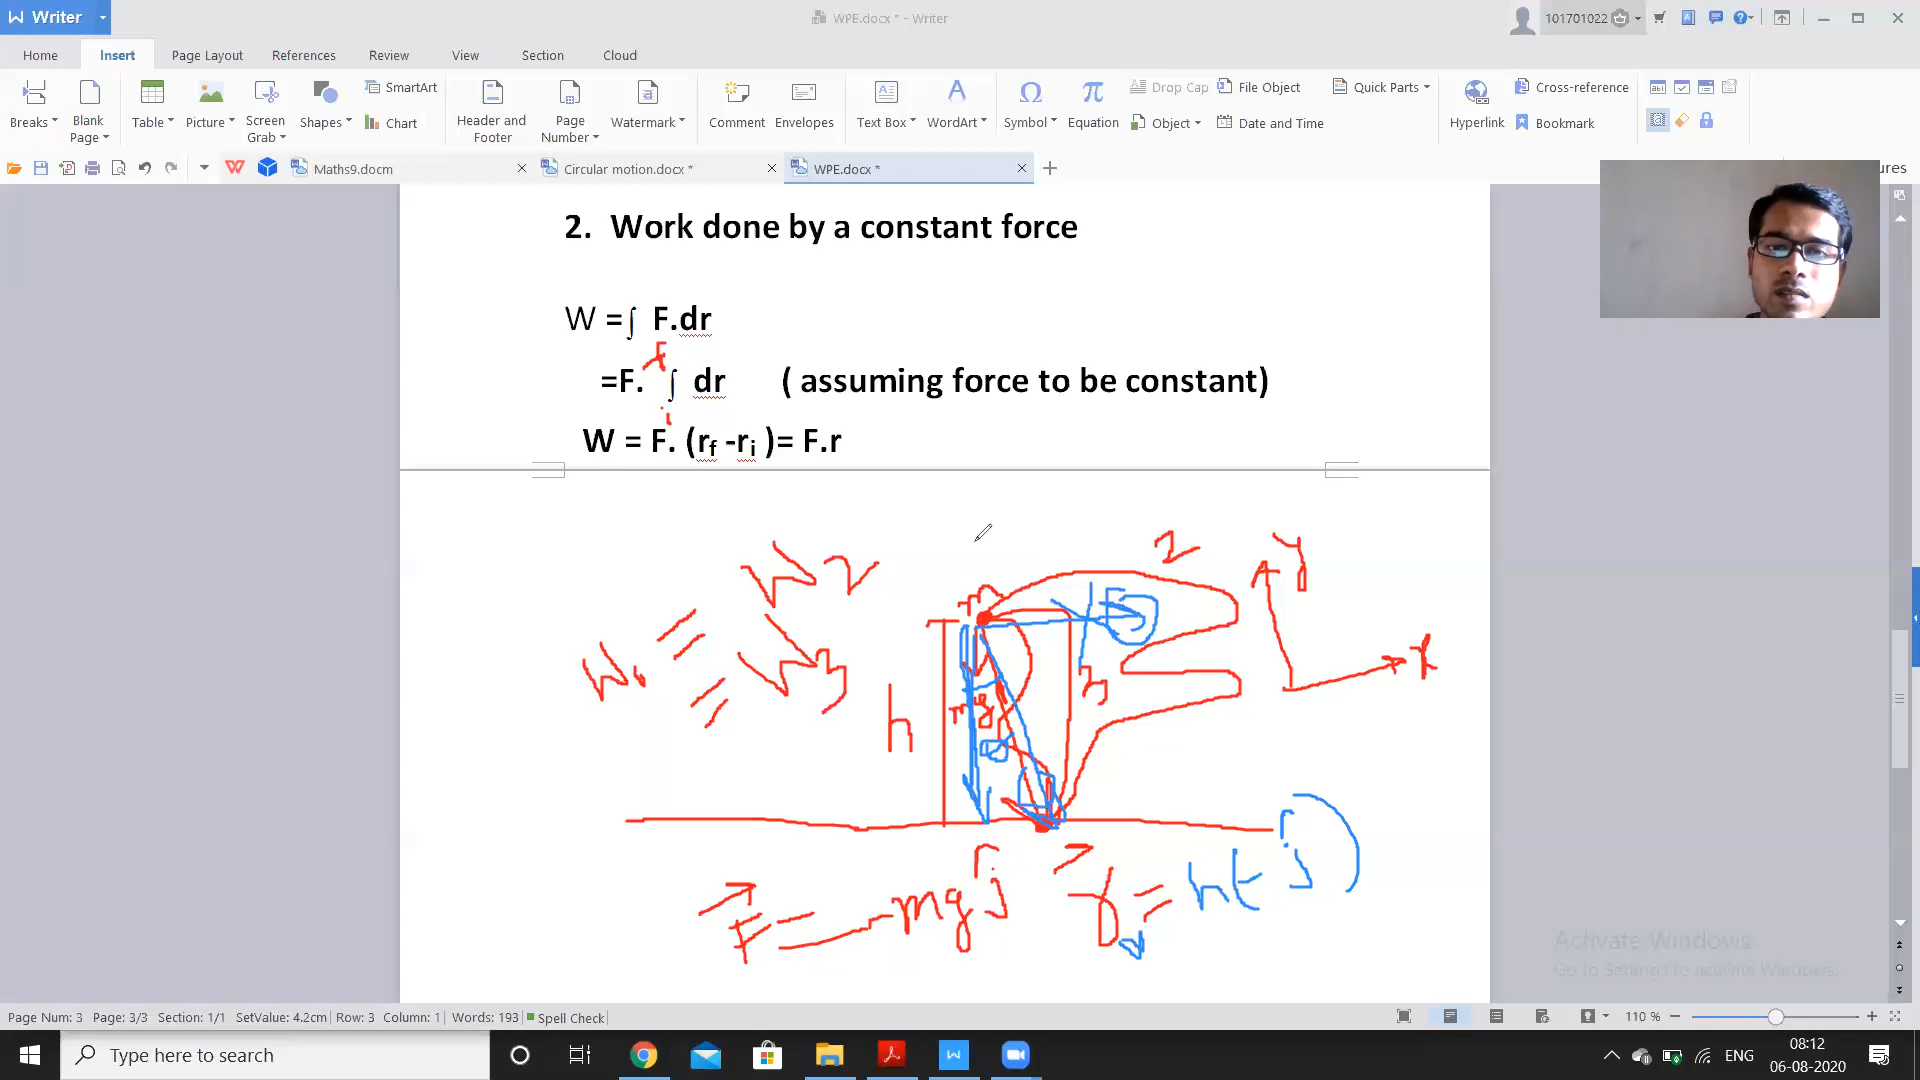 Writer
WPE.docx * - Writer
101701022
Home Insert Page Layout References Review View Section Cloud
Breaks Blank Page Table Picture Screen Grab Shapes SmartArt Chart Header and Footer Page Number Watermark Comment Envelopes Text Box WordArt Drop Cap Object File Object Date and Time Symbol Equation Quick Parts Hyperlink Cross-reference Bookmark
Maths9.docm Circular motion.docx * WPE.docx * ures
2. Work done by a constant force
W =∫ F.dr
f
=F. ∫ dr ( assuming force to be constant)
i
W = F. (rf -ri )= F.r
W2 m 2 y
W1 = W3 h mg 3 x
=
F = -mg j r = h(-j)
Activate Windows
Go to Settings to activate Windows.
Page Num: 3 Page: 3/3 Section: 1/1 SetValue: 4.2cm Row: 3 Column: 1 Words: 193 Spell Check 110 %
Type here to search
ENG
08:12
06-08-2020